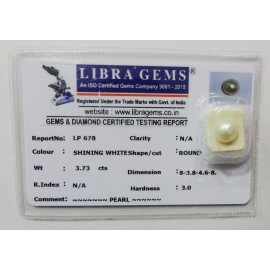 LIBRA GEMS
An ISO Certified Gems Company 9001 - 2015
Registered Under the Trade Marks with Govt. of India
website : www.libragems.co.in
GEMS & DIAMOND CERTIFIED TESTING REPORT
ReportNo: LP 678 Clarity : N/A
Colour : SHINING WHITE Shape/cut : ROUND
Wt : 3.73 cts Dimension : 8-3.8-4.6-8.
R.Index : N/A Hardness : 3.0
Comment: ~~~~~~~ PEARL ~~~~~~~